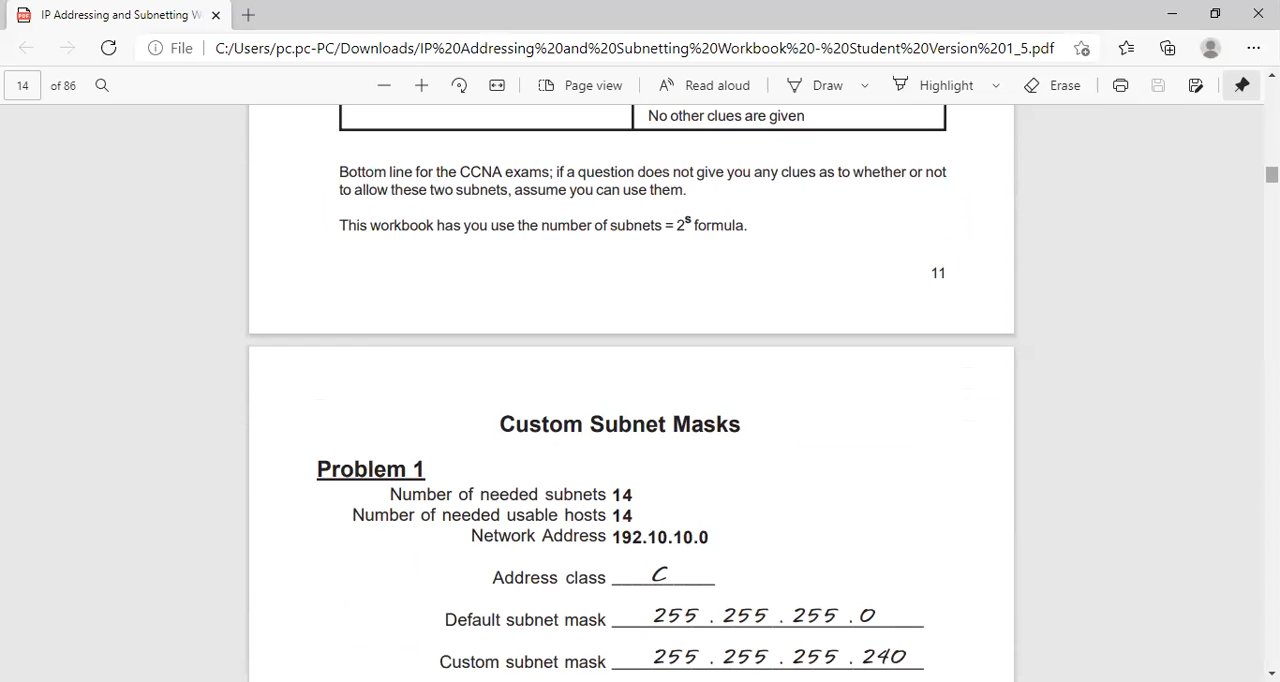 IP Addressing and Subnetting W
File C:/Users/pc.pc-PC/Downloads/IP%20Addressing%20and%20Subnetting%20Workbook%20-%20Student%20Version%201_5.pdf
14 of 86 Page view Read aloud Draw Highlight Erase
No other clues are given
Bottom line for the CCNA exams; if a question does not give you any clues as to whether or not
to allow these two subnets, assume you can use them.
This workbook has you use the number of subnets = 2^s formula.
11
Custom Subnet Masks
Problem 1
Number of needed subnets 14
Number of needed usable hosts 14
Network Address 192.10.10.0
Address class C
Default subnet mask 255 . 255 . 255 . 0
Custom subnet mask 255 . 255 . 255 . 240